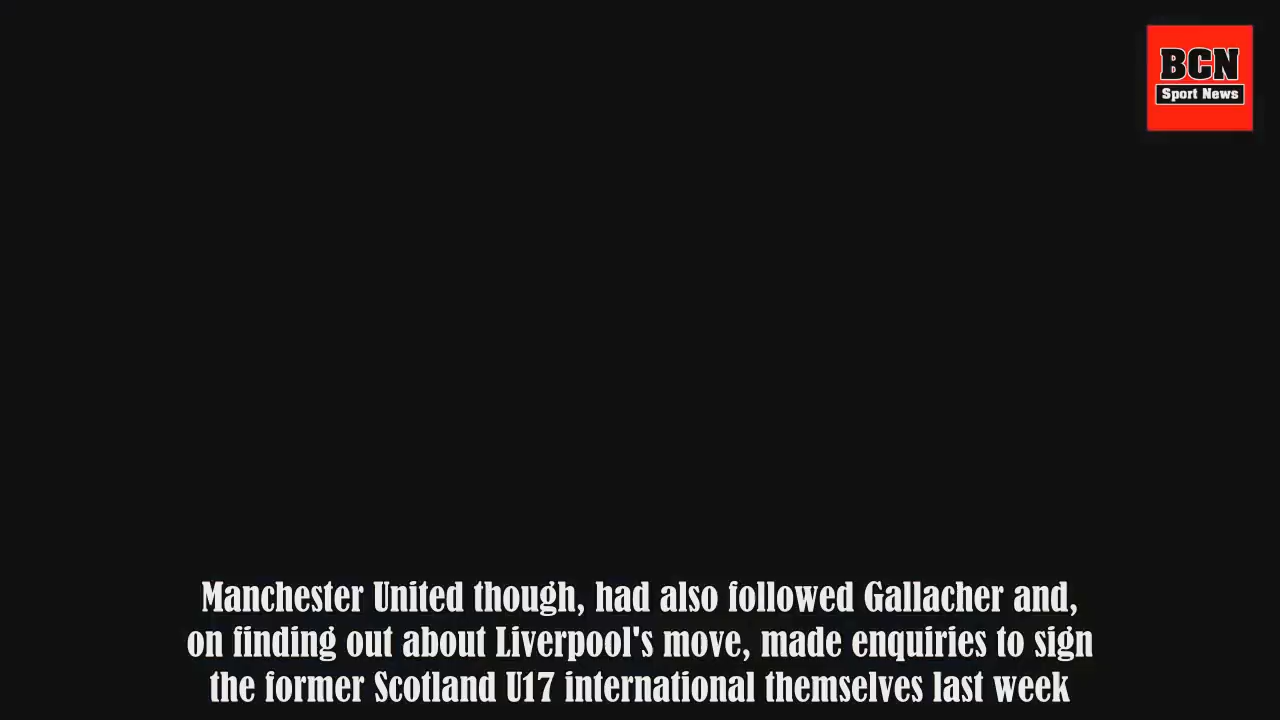 BCN
Sport News
Manchester United though, had also followed Gallacher and,
on finding out about Liverpool's move, made enquiries to sign
the former Scotland U17 international themselves last week